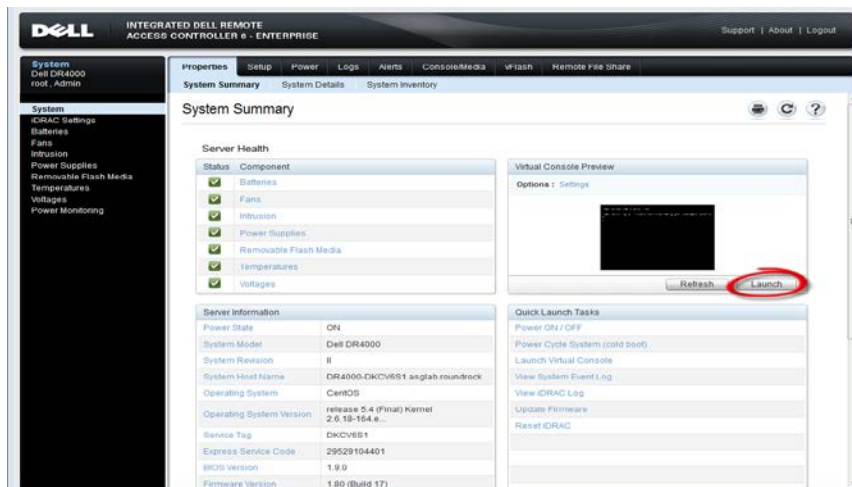 DELL
INTEGRATED DELL REMOTE
ACCESS CONTROLLER 6 - ENTERPRISE
Support | About | Logout
System
Dell DR4000
root , Admin
Properties Setup Power Logs Alerts Console/Media vFlash Remote File Share
System Summary System Details System Inventory
System
iDRAC Settings
Batteries
Fans
Intrusion
Power Supplies
Removable Flash Media
Temperatures
Voltages
Power Monitoring
System Summary
Server Health
Status Component
Batteries
Fans
Intrusion
Power Supplies
Removable Flash Media
Temperatures
Voltages
Virtual Console Preview
Options : Settings
Refresh Launch
Server Information
Power State ON
System Model Dell DR4000
System Revision II
System Host Name DR4000-DKCV6S1.asglab.roundrock
Operating System CentOS
Operating System Version release 5.4 (Final) Kernel
2.6.18-164.e...
Service Tag DKCV6S1
Express Service Code 29529104401
BIOS Version 1.9.0
Firmware Version 1.80 (Build 17)
Quick Launch Tasks
Power ON / OFF
Power Cycle System (cold boot)
Launch Virtual Console
View System Event Log
View iDRAC Log
Update Firmware
Reset iDRAC